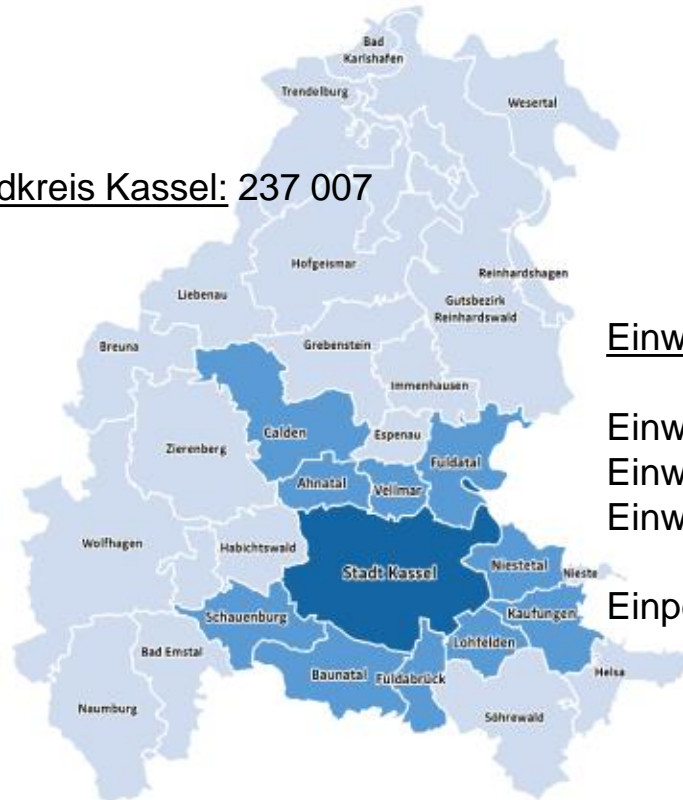 Bad
Karlshafen
Trendelburg
Wesertal
dkreis Kassel: 237 007
Hofgeismar
Reinhardshagen
Liebenau
Gutsbezirk
Reinhardswald
Einw
Breuna
Grebenstein
Immenhausen
Einw
Calden
Espenau
Zierenberg
Fuldatal
Einw
Ahnatal
Vellmar
Einw
Wolfhagen
Habichtswald
Stadt Kassel
Niestetal
Nieste
Schauenburg
Kaufungen
Einpe
Lohfelden
Bad Emstal
Baunatal
Fuldabrück
Helsa
Naumburg
Söhrewald